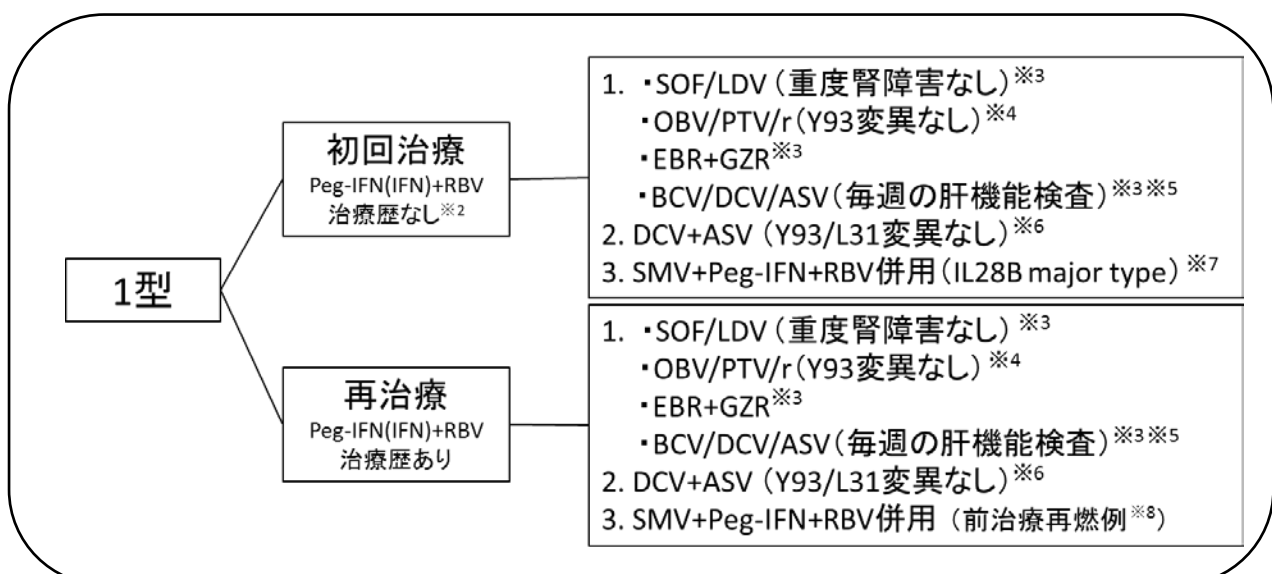 1型
初回治療
Peg-IFN(IFN)+RBV
治療歴なし※2
1. ・SOF/LDV (重度腎障害なし)※3
・OBV/PTV/r(Y93変異なし)※4
・EBR+GZR※3
・BCV/DCV/ASV(毎週の肝機能検査)※3※5
2. DCV+ASV (Y93/L31変異なし)※6
3. SMV+Peg-IFN+RBV併用(IL28B major type)※7
再治療
Peg-IFN(IFN)+RBV
治療歴あり
1. ・SOF/LDV (重度腎障害なし)※3
・OBV/PTV/r(Y93変異なし)※4
・EBR+GZR※3
・BCV/DCV/ASV(毎週の肝機能検査)※3※5
2. DCV+ASV (Y93/L31変異なし)※6
3. SMV+Peg-IFN+RBV併用 (前治療再燃例※8)